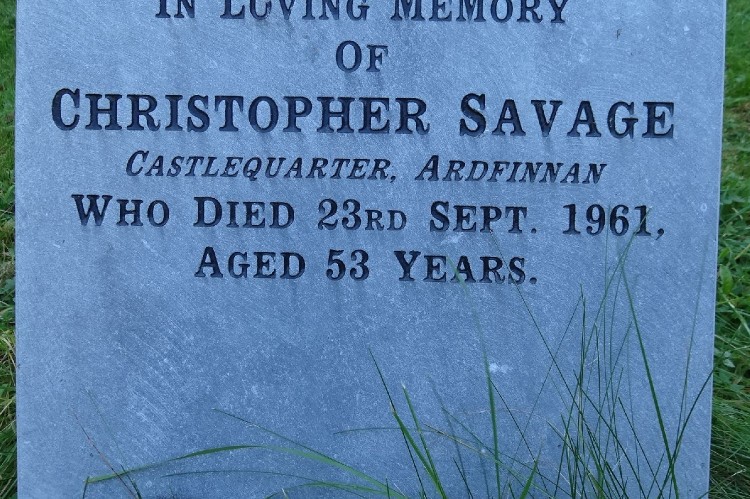 IN LOVING MEMORY
OF
CHRISTOPHER SAVAGE
CASTLEQUARTER, ARDFINNAN
WHO DIED 23RD SEPT. 1961,
AGED 53 YEARS.